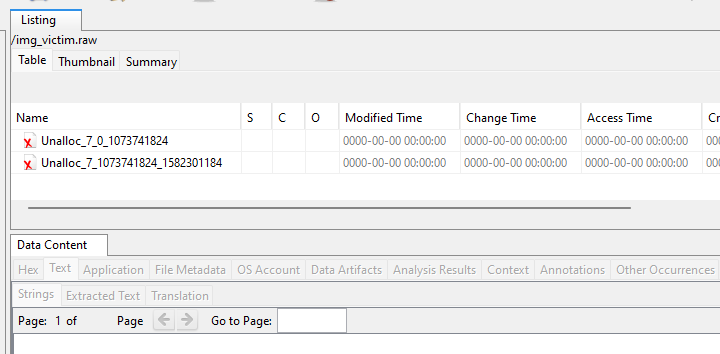 Listing
/img_victim.raw
Table Thumbnail Summary
Name S C O Modified Time Change Time Access Time Cr
Unalloc_7_0_1073741824 0000-00-00 00:00:00 0000-00-00 00:00:00 0000-00-00 00:00:00 000
Unalloc_7_1073741824_1582301184 0000-00-00 00:00:00 0000-00-00 00:00:00 0000-00-00 00:00:00 000
Data Content
Hex Text Application File Metadata OS Account Data Artifacts Analysis Results Context Annotations Other Occurrences
Strings Extracted Text Translation
Page: 1 of Page Go to Page: